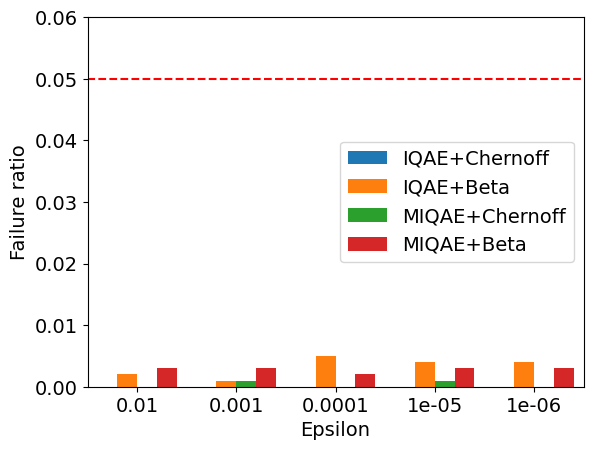 0.06
0.05
0.04
0.03
0.02
0.01
0.00
Failure ratio
IQAE+Chernoff
IQAE+Beta
MIQAE+Chernoff
MIQAE+Beta
0.01 0.001 0.0001 1e-05 1e-06
Epsilon